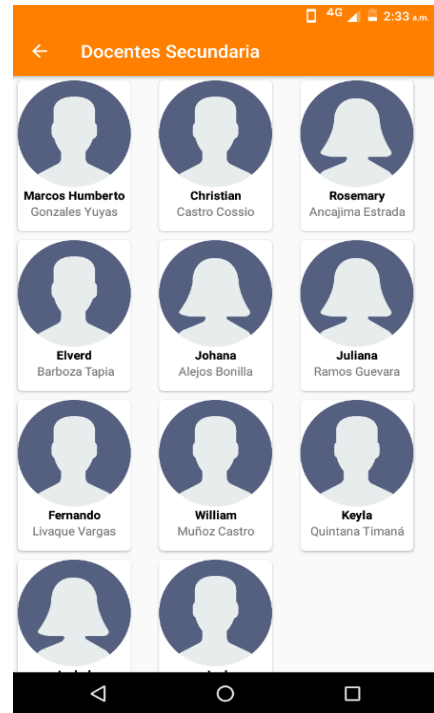 4G 2:33 a.m.
Docentes Secundaria
Marcos Humberto
Gonzales Yuyas
Christian
Castro Cossio
Rosemary
Ancajima Estrada
Elverd
Barboza Tapia
Johana
Alejos Bonilla
Juliana
Ramos Guevara
Fernando
Livaque Vargas
William
Muñoz Castro
Keyla
Quintana Timaná